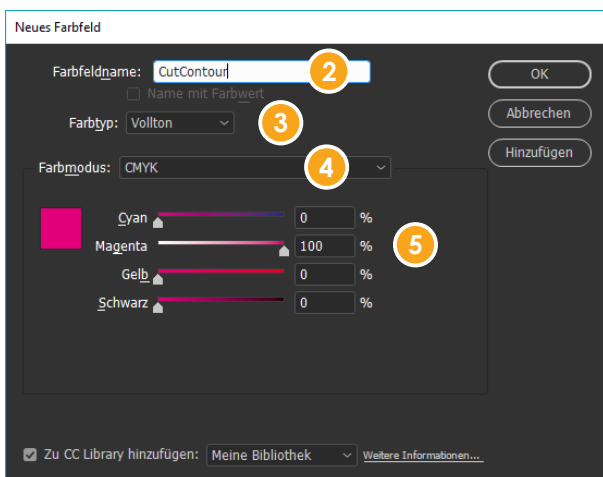 Neues Farbfeld
Farbfeldname: CutContour 2
Name mit Farbwert
Farbtyp: Vollton 3
Farbmodus: CMYK 4
Cyan 0 %
Magenta 100 % 5
Gelb 0 %
Schwarz 0 %
OK
Abbrechen
Hinzufügen
Zu CC Library hinzufügen: Meine Bibliothek Weitere Informationen...